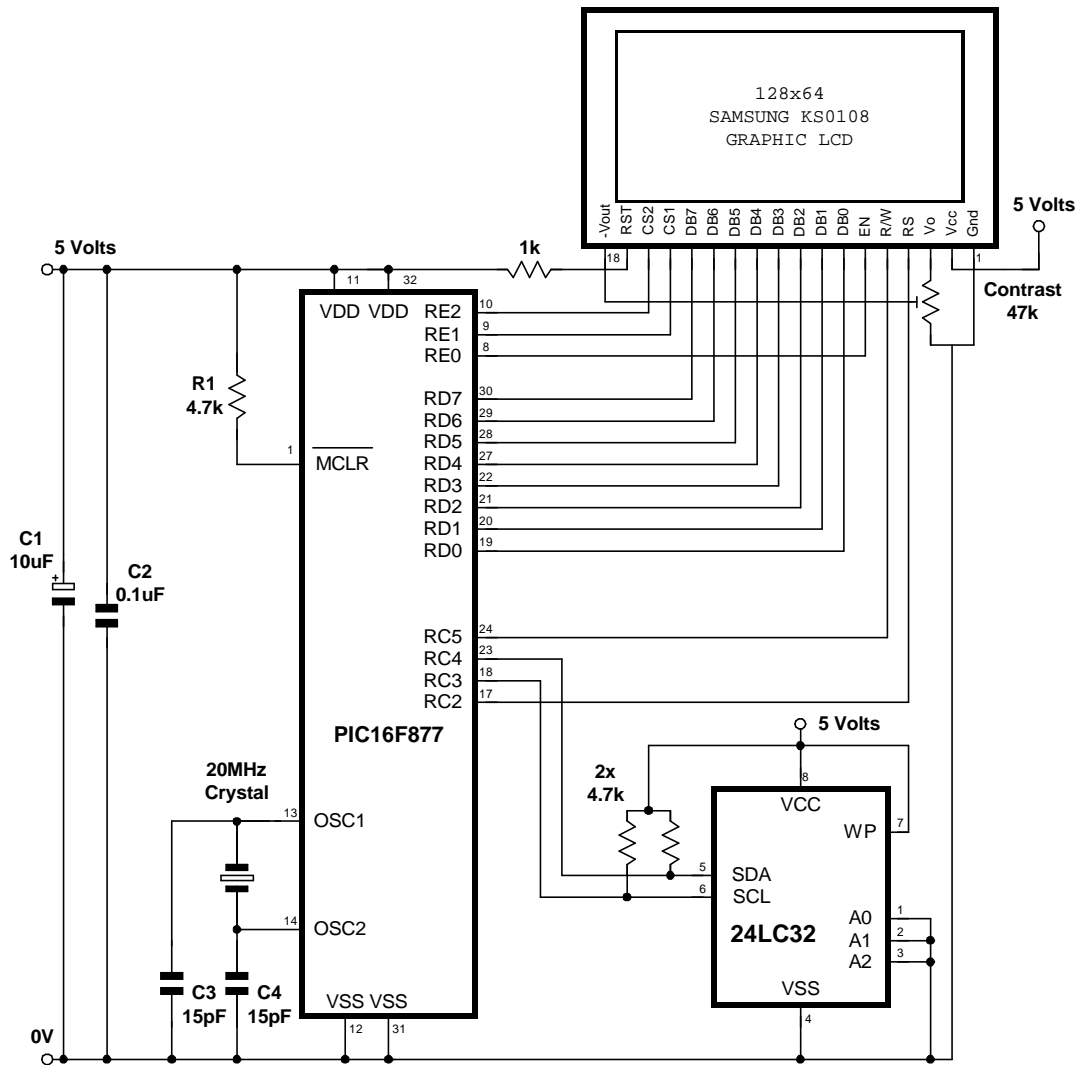 128x64
SAMSUNG KS0108
GRAPHIC LCD
-Vout
RST
CS2
CS1
DB7
DB6
DB5
DB4
DB3
DB2
DB1
DB0
EN
R/W
RS
Vo
Vcc
Gnd
18
1
5 Volts
Contrast
47k
5 Volts
1k
11
32
VDD VDD
RE2 10
RE1 9
RE0 8
R1
4.7k
RD7 30
RD6 29
RD5 28
1
MCLR
RD4 27
RD3 22
RD2 21
RD1 20
RD0 19
C1
10uF
+
C2
0.1uF
RC5 24
RC4 23
RC3 18
RC2 17
PIC16F877
5 Volts
20MHz
Crystal
2x
4.7k
8
VCC
13 OSC1
WP 7
5 SDA
6 SCL
14 OSC2
24LC32
A0 1
A1 2
A2 3
C3
15pF
C4
15pF
VSS VSS
12
31
VSS
4
0V